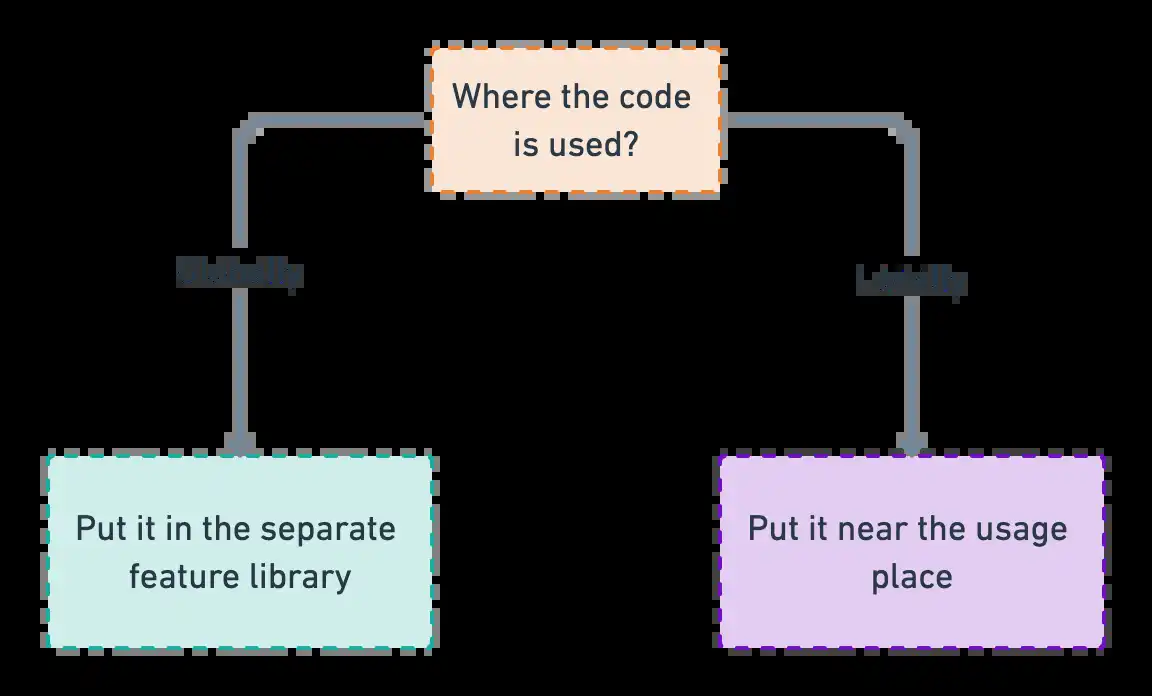 Where the code
is used?
Locally
Put it in the separate
feature library
Put it near the usage
place